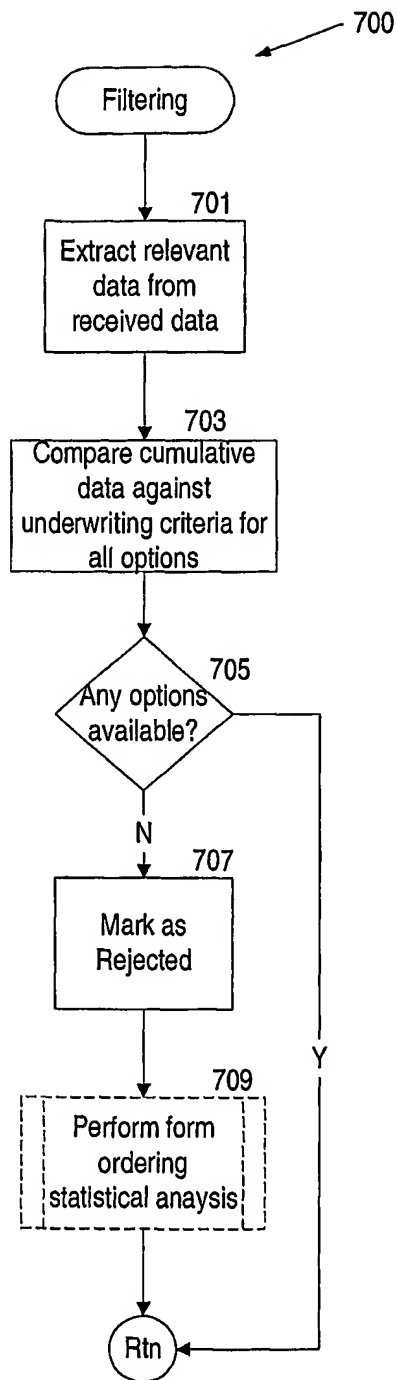 700
Filtering
701
Extract relevant
data from
received data
703
Compare cumulative
data against
underwriting criteria for
all options
705
Any options
available?
N
707
Mark as
Rejected
Y
709
Perform form
ordering
statistical anaysis
Rtn